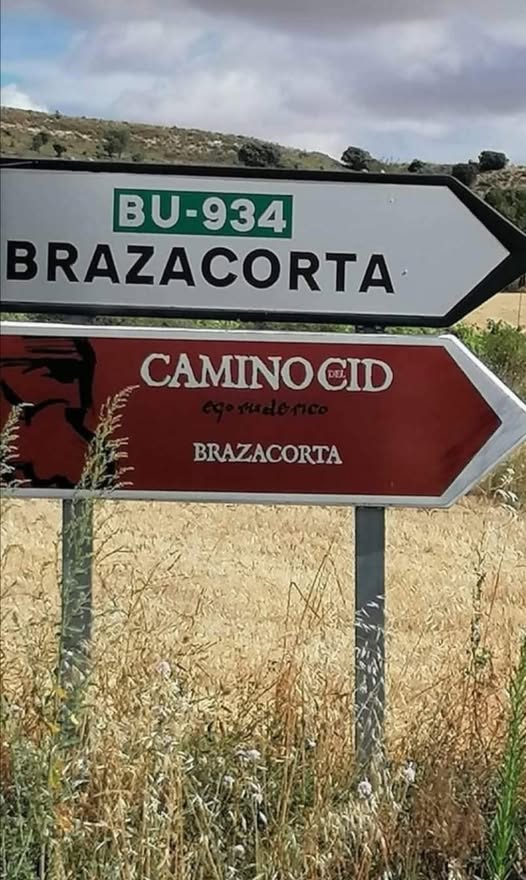 BU-934
BRAZACORTA
CAMINO DEL CID
ego ruderico
BRAZACORTA